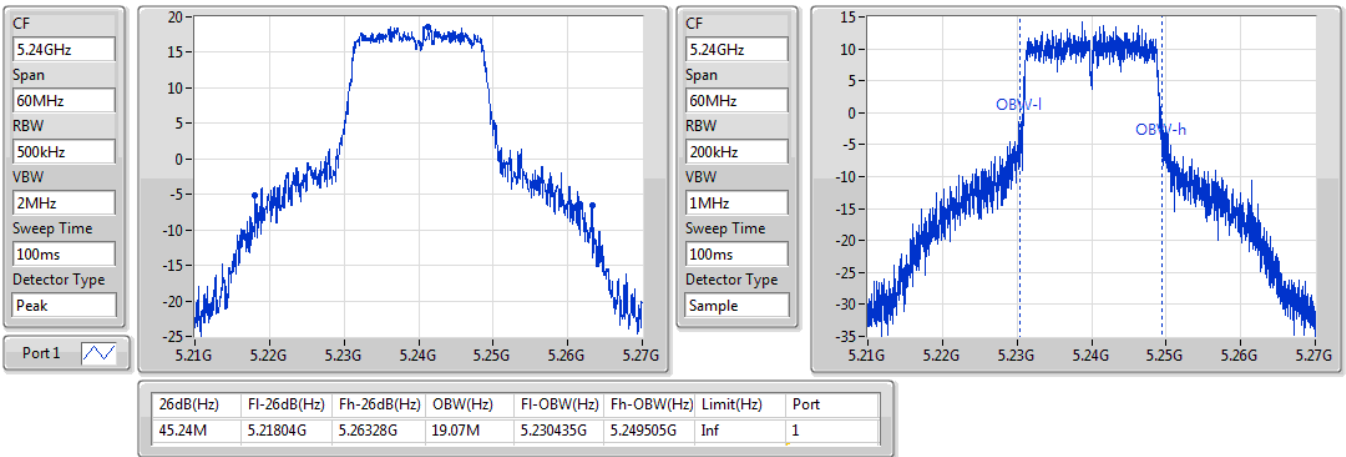 CF
5.24GHz
Span
60MHz
RBW
500kHz
VBW
2MHz
Sweep Time
100ms
Detector Type
Peak
Port 1
20
15
10
5
0
-5
-10
-15
-20
-25
5.21G 5.22G 5.23G 5.24G 5.25G 5.26G 5.27G
CF
5.24GHz
Span
60MHz
RBW
200kHz
VBW
1MHz
Sweep Time
100ms
Detector Type
Sample
15
10
5
0
-5
-10
-15
-20
-25
-30
-35
OBW-l
OBW-h
5.21G 5.22G 5.23G 5.24G 5.25G 5.26G 5.27G
26dB(Hz) Fl-26dB(Hz) Fh-26dB(Hz) OBW(Hz) Fl-OBW(Hz) Fh-OBW(Hz) Limit(Hz) Port
45.24M 5.21804G 5.26328G 19.07M 5.230435G 5.249505G Inf 1